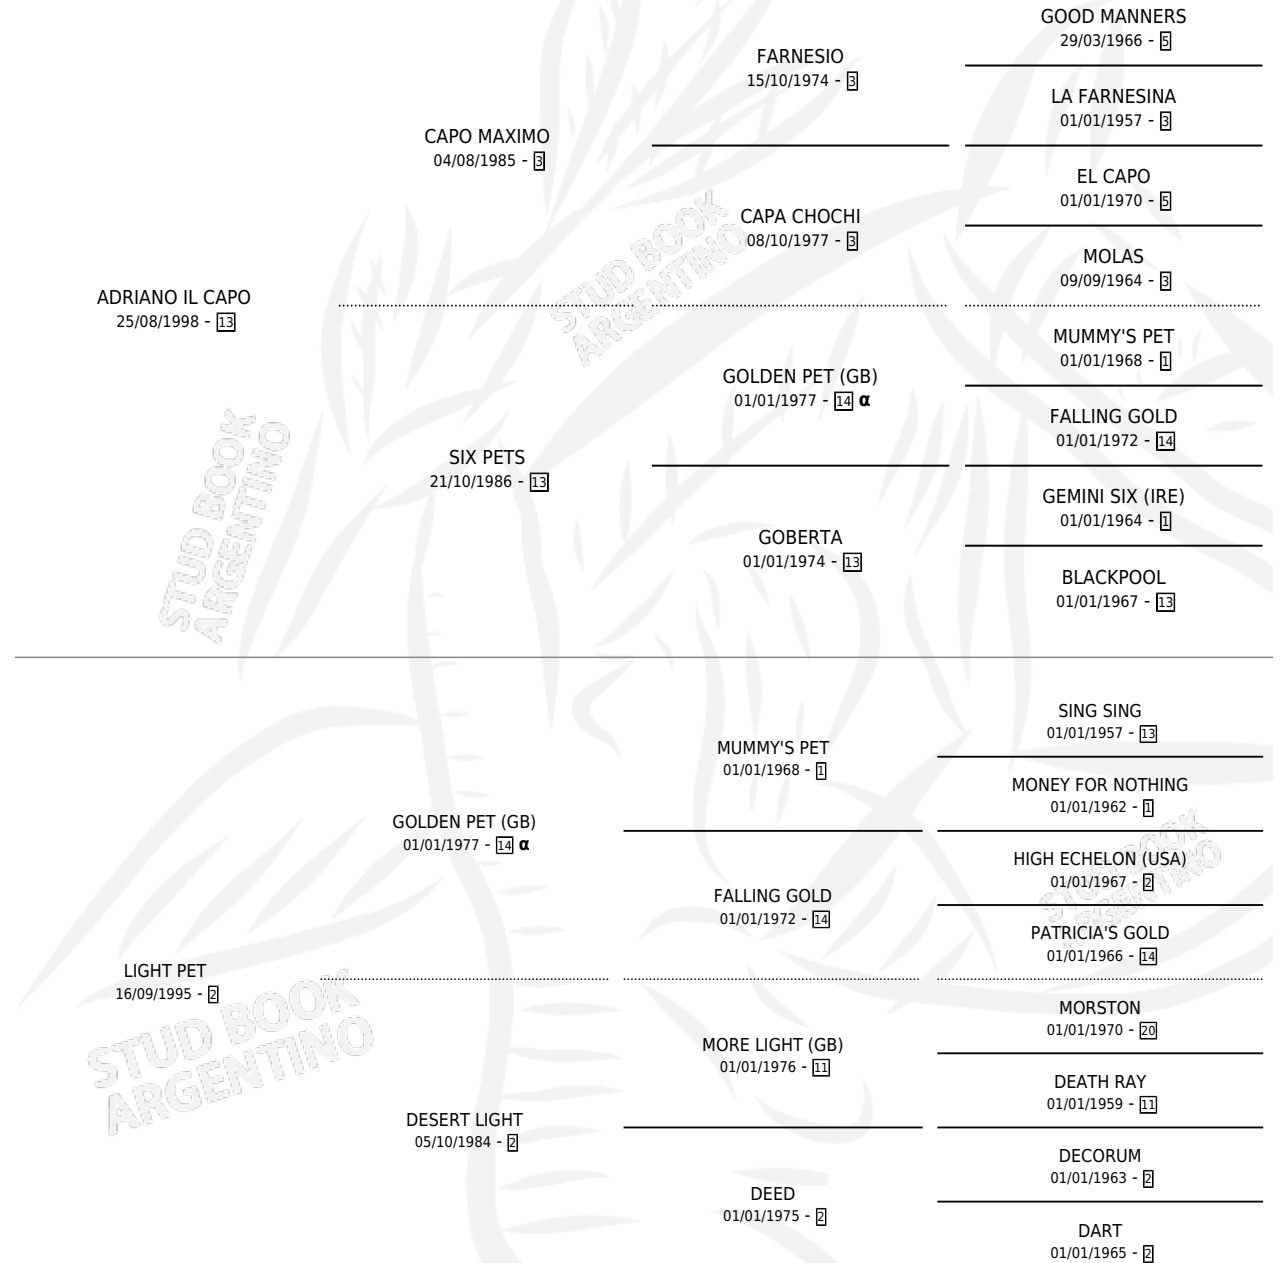 GOOD MANNERS
29/03/1966 - 5
FARNESIO
15/10/1974 - 3
LA FARNESINA
01/01/1957 - 3
CAPO MAXIMO
04/08/1985 - 3
EL CAPO
01/01/1970 - 5
CAPA CHOCHI
08/10/1977 - 3
MOLAS
09/09/1964 - 3
ADRIANO IL CAPO
25/08/1998 - 13
MUMMY'S PET
01/01/1968 - 1
GOLDEN PET (GB)
01/01/1977 - 14 α
FALLING GOLD
01/01/1972 - 14
SIX PETS
21/10/1986 - 13
GEMINI SIX (IRE)
01/01/1964 - 1
GOBERTA
01/01/1974 - 13
BLACKPOOL
01/01/1967 - 13
SING SING
01/01/1957 - 13
MUMMY'S PET
01/01/1968 - 1
MONEY FOR NOTHING
01/01/1962 - 1
GOLDEN PET (GB)
01/01/1977 - 14 α
HIGH ECHELON (USA)
01/01/1967 - 2
FALLING GOLD
01/01/1972 - 14
PATRICIA'S GOLD
01/01/1966 - 14
LIGHT PET
16/09/1995 - 2
MORSTON
01/01/1970 - 20
MORE LIGHT (GB)
01/01/1976 - 11
DEATH RAY
01/01/1959 - 11
DESERT LIGHT
05/10/1984 - 2
DECORUM
01/01/1963 - 2
DEED
01/01/1975 - 2
DART
01/01/1965 - 2
STUD BOOK
ARGENTINO
STUD BOOK
ARGENTINO
STUD BOOK
ARGENTINO
STUD BOOK
ARGENTINO